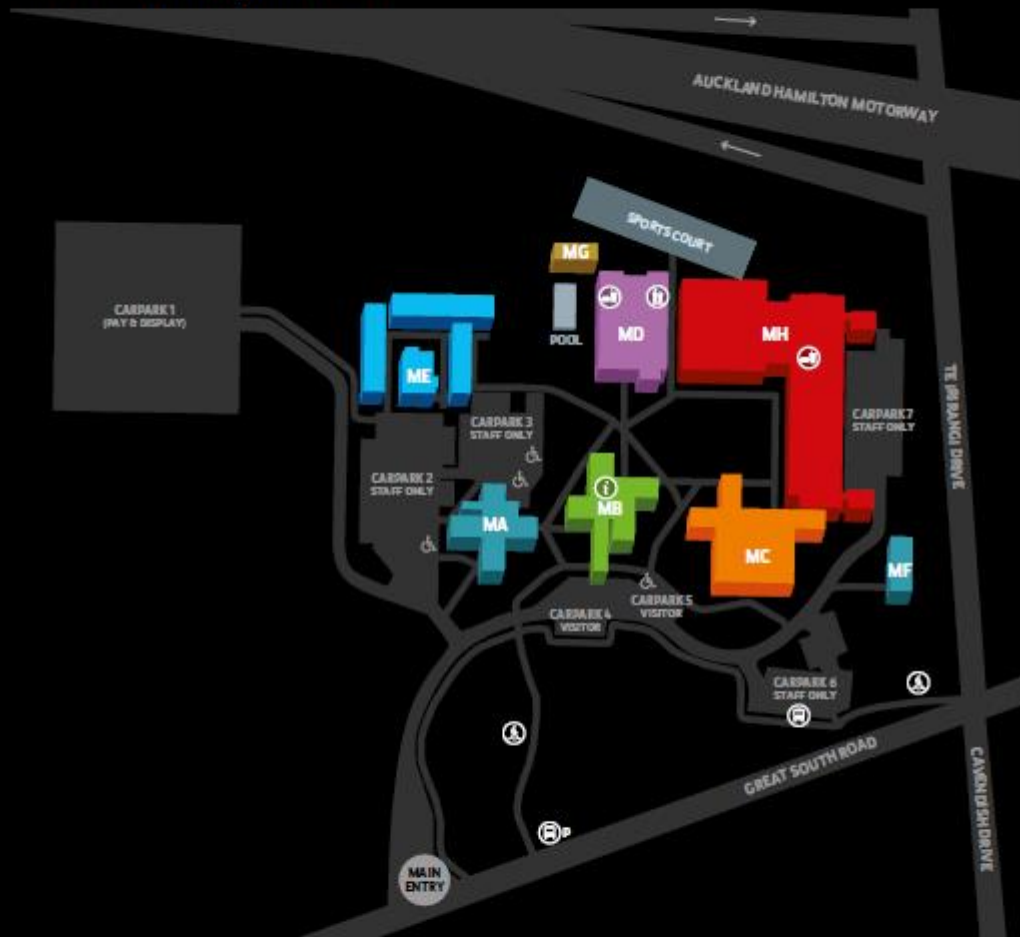 AUCKLAND HAMILTON MOTORWAY
SPORTS COURT
MG
CARPARK 1
(PAY & DISPLAY)
POOL
MD
MH
ME
TE IRIRANGI DRIVE
CARPARK 3
STAFF ONLY
CARPARK 7
STAFF ONLY
CARPARK 2
STAFF ONLY
MA
MB
MC
MF
CARPARK 4
VISITOR
CARPARK 5
VISITOR
CARPARK 6
STAFF ONLY
GREAT SOUTH ROAD
CAVENDISH DRIVE
P
MAIN
ENTRY